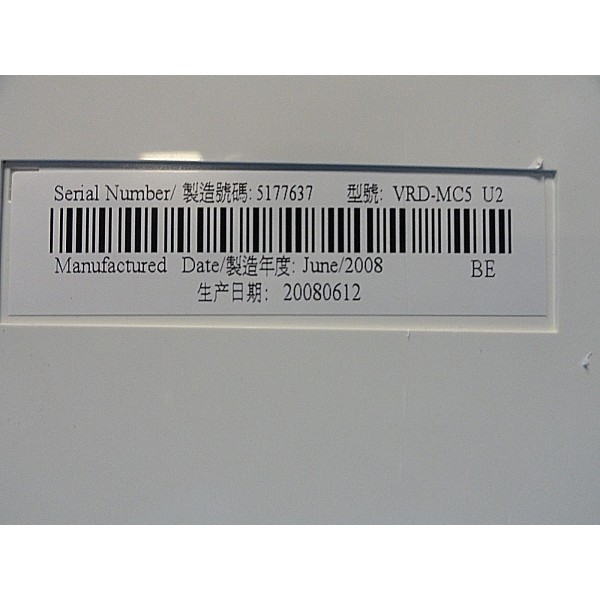 Serial Number/ 製造號碼: 5177637 型號: VRD-MC5 U2
Manufactured Date/製造年度: June/2008 BE
生产日期: 20080612